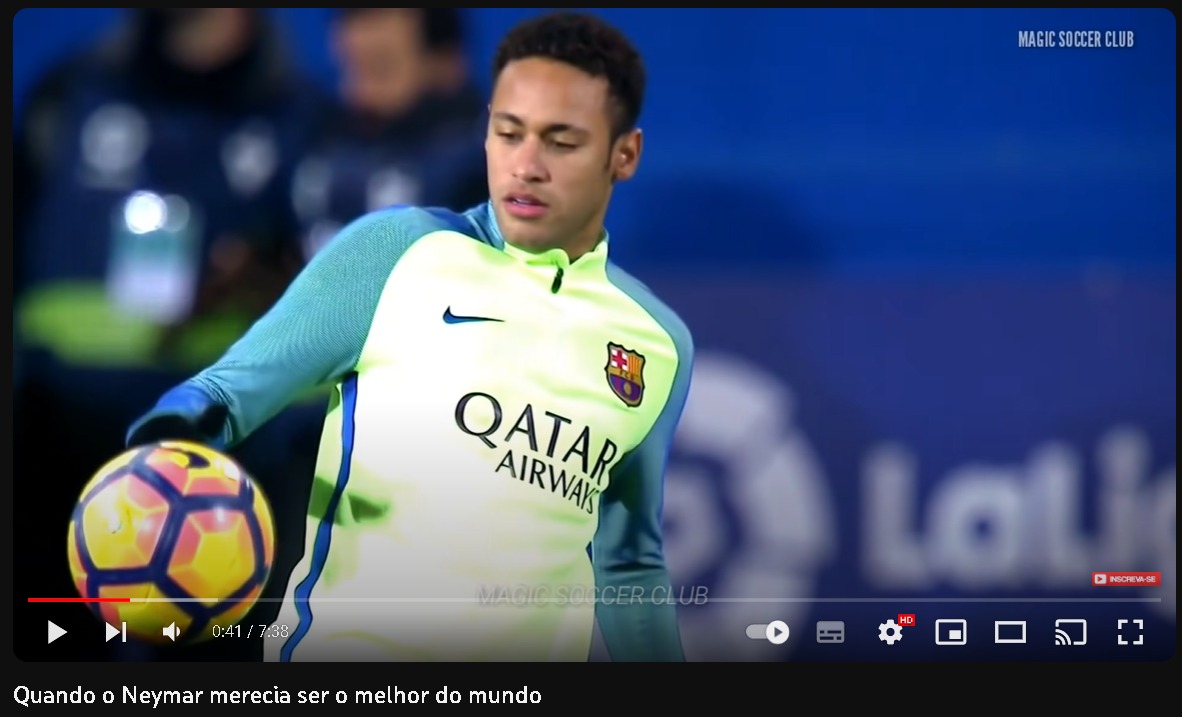 MAGIC SOCCER CLUB
QATAR
AIRWAYS
LaLig
INSCREVA-SE
MAGIC SOCCER CLUB
0:41 / 7:38
HD
Quando o Neymar merecia ser o melhor do mundo